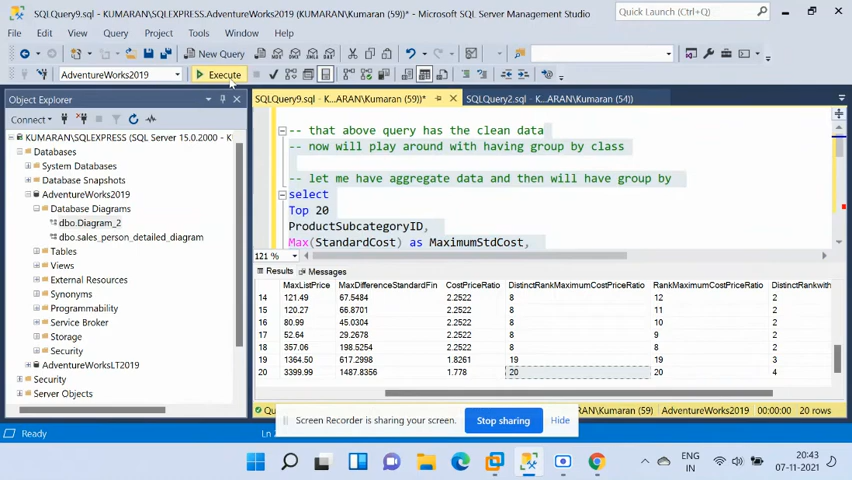 SQLQuery9.sql - KUMARAN\SQLEXPRESS.AdventureWorks2019 (KUMARAN\Kumaran (59))* - Microsoft SQL Server Management Studio
Quick Launch (Ctrl+Q)
File Edit View Query Project Tools Window Help
New Query
AdventureWorks2019
Execute
Object Explorer
SQLQuery9.sql - K...ARAN\Kumaran (59))*
SQLQuery2.sql - K...ARAN\Kumaran (54))
Connect
KUMARAN\SQLEXPRESS (SQL Server 15.0.2000 -
Databases
System Databases
Database Snapshots
AdventureWorks2019
Database Diagrams
dbo.Diagram_2
dbo.sales_person_detailed_diagram
Tables
Views
External Resources
Synonyms
Programmability
Service Broker
Storage
Security
AdventureWorksLT2019
Security
Server Objects
-- that above query has the clean data
-- now will play around with having group by class
-- let me have aggregate data and then will have group by
select
Top 20
ProductSubcategoryID,
Max(StandardCost) as MaximumStdCost,
121 %
Results Messages
MaxListPrice MaxDifferenceStandardFin CostPriceRatio DistinctRankMaximumCostPriceRatio RankMaximumCostPriceRatio DistinctRankwith
14 121.49 67.5484 2.2522 8 12 2
15 120.27 66.8701 2.2522 8 11 2
16 80.99 45.0304 2.2522 8 10 2
17 52.64 29.2678 2.2522 8 9 2
18 357.06 198.5254 2.2522 8 8 2
19 1364.50 617.2998 1.8261 19 19 3
20 3399.99 1487.8356 1.778 20 20 4
ARAN\Kumaran (59) AdventureWorks2019 00:00:00 20 rows
Screen Recorder is sharing your screen.
Stop sharing
Hide
Ready
ENG
IN
20:43
07-11-2021